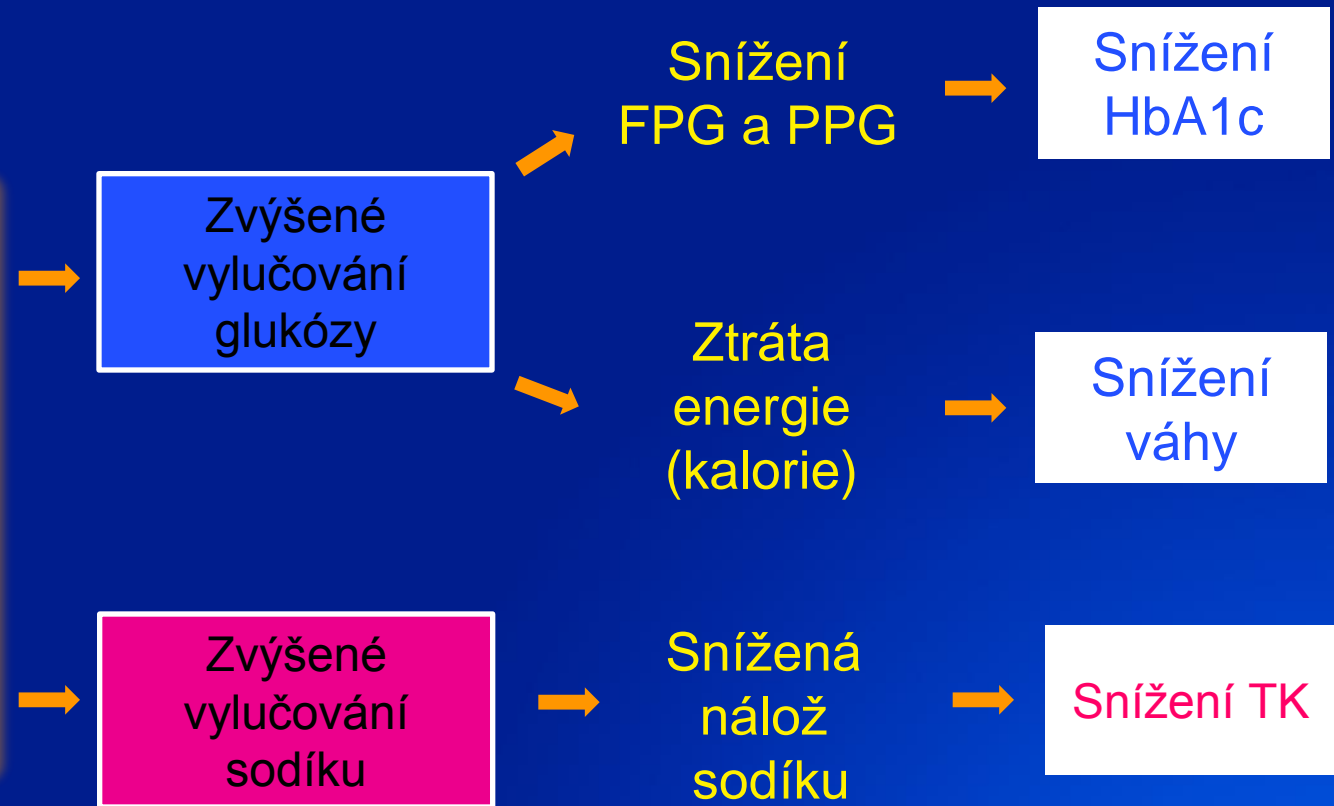 Snížení
FPG a PPG
Snížení
HbA1c
Zvýšené
vylučování
glukózy
Ztráta
energie
(kalorie)
Snížení
váhy
Zvýšené
vylučování
sodíku
Snížená
nálož
sodíku
Snížení TK